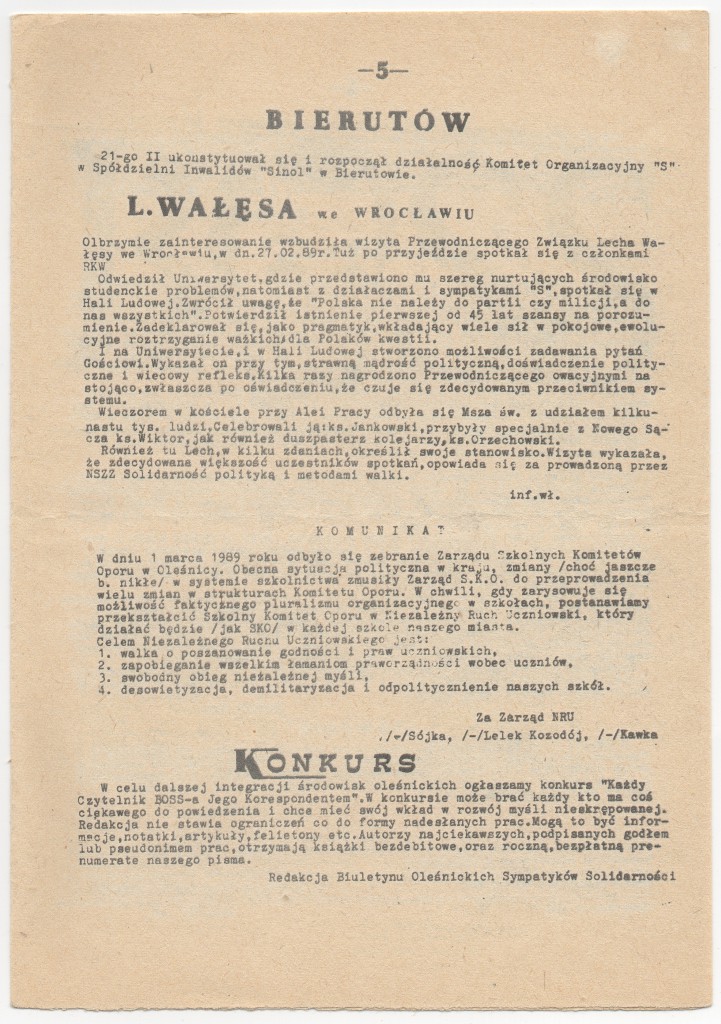 —5—
BIERUTÓW
21-go II ukonstytuował się i rozpoczął działalność Komitet Organizacyjny "S"
w Spółdzielni Inwalidów "Sinol" w Bierutowie.
L.WAŁĘSA we WROCŁAWIU
Olbrzymie zainteresowanie wzbudziła wizyta Przewodniczącego Związku Lecha Wa-
łęsy we Wrocławiu,w dn.27.02.89r.Tuż po przyjeździe spotkał się z członkami
RKW
Odwiedził Uniwersytet,gdzie przedstawiono mu szereg nurtujących środowisko
studenckie problemów,natomiast z działaczami i sympatykami "S",spotkał się w
Hali Ludowej.Zwrócił uwagę,że "Polska nie należy do partii czy milicji,a do
nas wszystkich".Potwierdził istnienie pierwszej od 45 lat szansy na porozu-
mienie.Zadeklarował się,jako pragmatyk,wkładający wiele sił w pokojowe,ewolu-
cyjne roztrzyganie ważkich dla Polaków kwestii.
I na Uniwersytecie,i w Hali Ludowej stworzono możliwości zadawania pytań
Gościowi.Wykazał on przy tym,strawną mądrość polityczną,doświadczenie polity-
czne i wiecowy refleks.Kilka razy nagrodzono Przewodniczącego owacyjnymi na
stojąco,zwłaszcza po oświadczeniu,że czuje się zdecydowanym przeciwnikiem sy-
stemu.
Wieczorem w kościele przy Alei Pracy odbyła się Msza św. z udziałem kilku-
nastu tys. ludzi,Celebrowali ją:ks.Jankowski,przybyły specjalnie z Nowego Są-
cza ks.Wiktor,jak również duszpasterz kolejarzy,ks.Orzechowski.
Również tu Lech,w kilku zdaniach,określił swoje stanowisko.Wizyta wykazała,
że zdecydowana większość uczestników spotkań,opowiada się za prowadzoną przez
NSZZ Solidarność polityką i metodami walki.
inf.wł.
KOMUNIKAT
W dniu 1 marca 1989 roku odbyło się zebranie Zarządu Szkolnych Komitetów
Oporu w Oleśnicy. Obecna sytuacja polityczna w kraju, zmiany /choć jaszcze
b. nikłe/ w systemie szkolnictwa zmusiły Zarząd S.K.O. do przeprowadzenia
wielu zmian w strukturach Komitetu Oporu. W chwili, gdy zarysowuje się
możliwość faktycznego pluralizmu organizacyjnego w szkołach, postanawiamy
przekształcić Szkolny Komitet Oporu w Niezależny Ruch Uczniowski, który
działać będzie /jak SKO/ w każdej szkole naszego miasta.
Celem Niezależnego Ruchu Uczniowskiego jest:
1. walka o poszanowanie godności i praw uczniowskich,
2. zapobieganie wszelkim łamaniom praworządności wobec uczniów,
3. swobodny obieg nieżależnej myśli,
4. desowietyzacja, demilitaryzacja i odpolitycznienie naszych szkół.
Za Zarząd NRU
/-/Sójka, /-/Lelek Kozodój, /-/Kawka
KONKURS
W celu dalszej integracji środowisk oleśnickich ogłaszamy konkurs "Każdy
Czytelnik BOSS-a Jego Korespondentem".W konkursie może brać każdy kto ma coś
ciękawego do powiedzenia i chce mieć swój wkład w rozwój myśli nieskrępowanej.
Redakcja nie stawia ograniczeń co do formy nadesłanych prac.Mogą to być infor-
macje,notatki,artykuły,felietony etc.Autorzy najciekawszych,podpisanych godłem
lub pseudonimem prac,otrzymają książki bezdebitowe,oraz roczną,bezpłatną pre-
numerate naszego pisma.
Redakcja Biuletynu Oleśnickich Sympatyków Solidarności